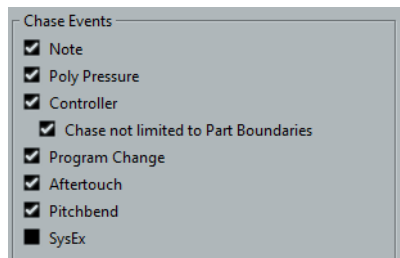 Chase Events
Note
Poly Pressure
Controller
Chase not limited to Part Boundaries
Program Change
Aftertouch
Pitchbend
SysEx